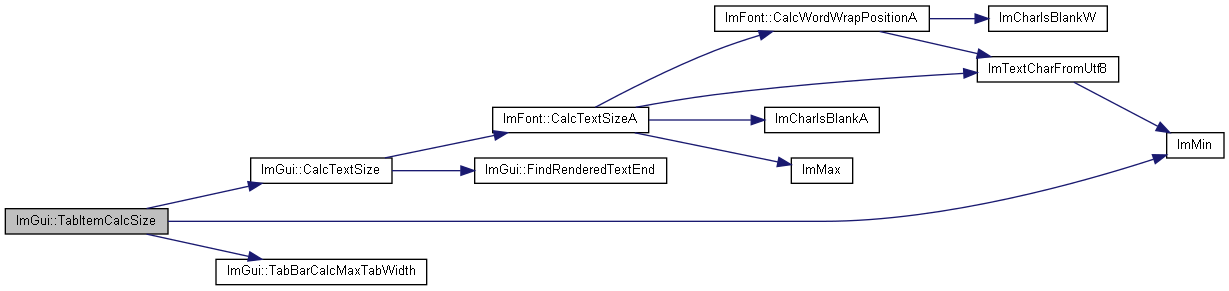 ImFont::CalcWordWrapPositionA
ImCharIsBlankW
ImTextCharFromUtf8
ImFont::CalcTextSizeA
ImCharIsBlankA
ImMin
ImGui::CalcTextSize
ImGui::FindRenderedTextEnd
ImMax
ImGui::TabItemCalcSize
ImGui::TabBarCalcMaxTabWidth